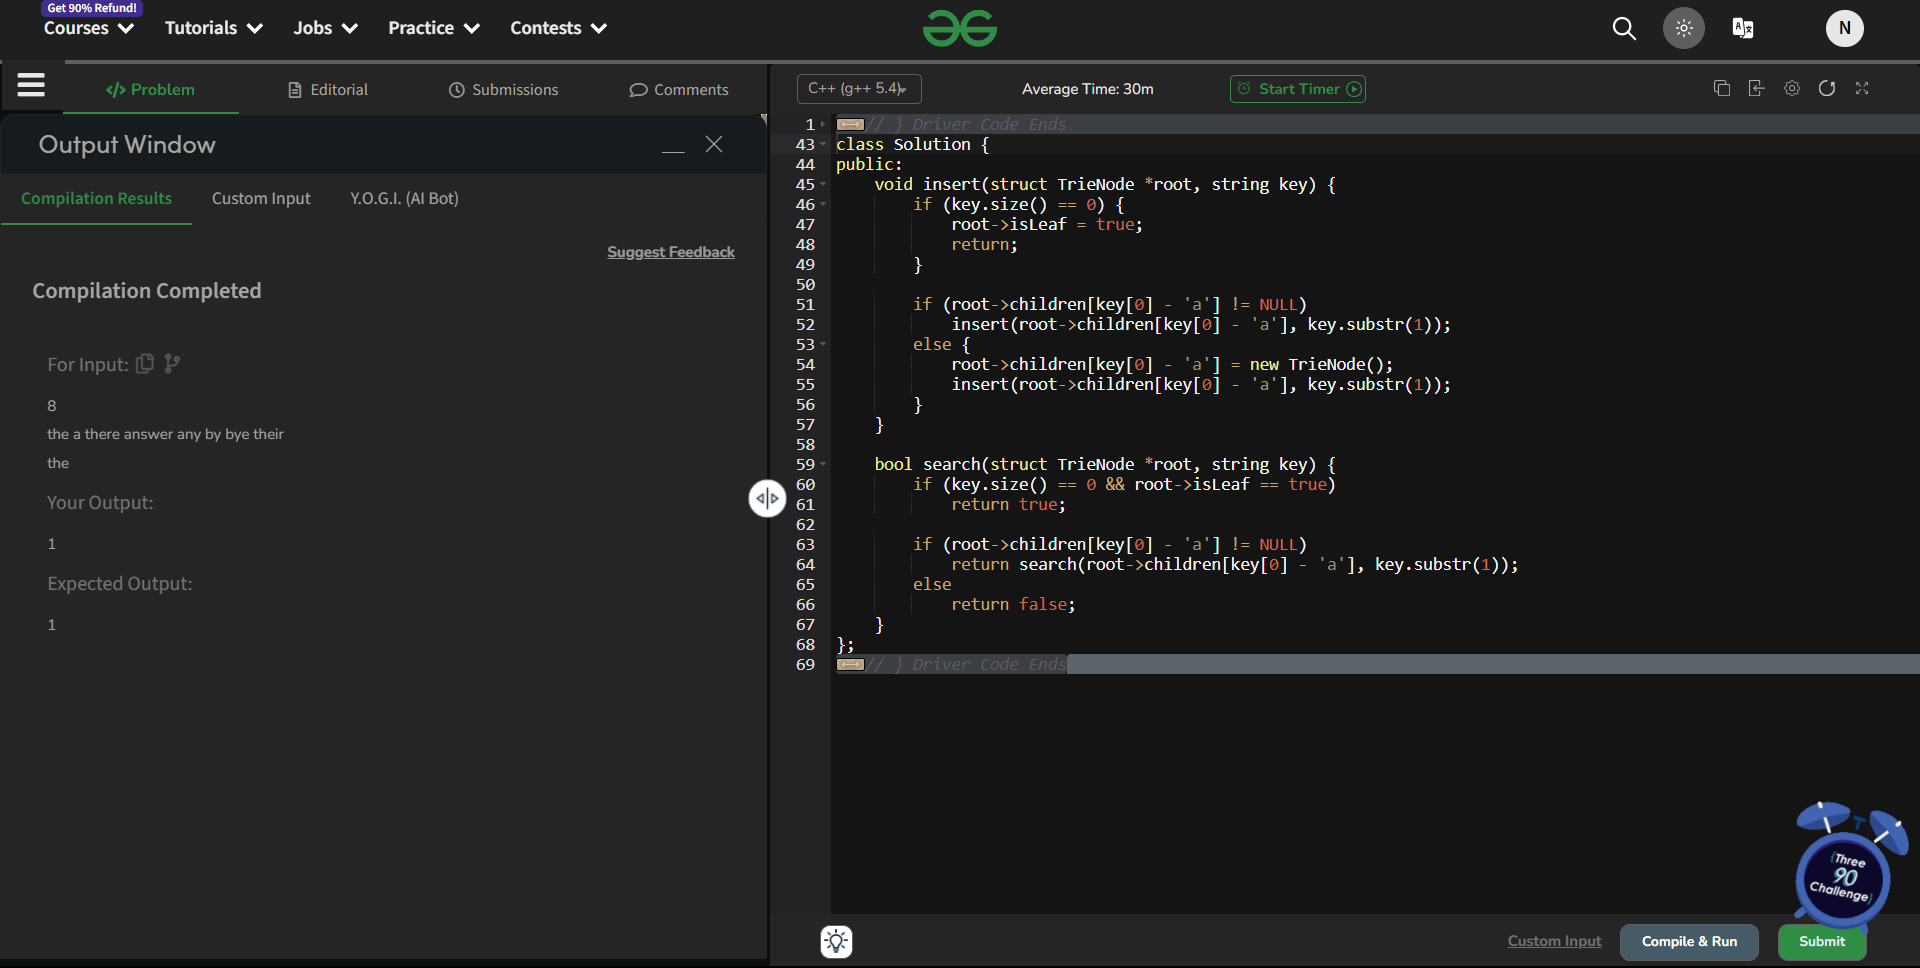 Get 90% Refund!
Courses Tutorials Jobs Practice Contests N
Problem Editorial Submissions Comments
Output Window
Compilation Results Custom Input Y.O.G.I. (AI Bot)
Suggest Feedback
Compilation Completed
For Input:
8
the a there answer any by bye their
the
Your Output:
1
Expected Output:
1
C++ (g++ 5.4) Average Time: 30m Start Timer
1 // } Driver Code Ends
43 class Solution {
44 public:
45     void insert(struct TrieNode *root, string key) {
46         if (key.size() == 0) {
47             root->isLeaf = true;
48             return;
49         }
50
51         if (root->children[key[0] - 'a'] != NULL)
52             insert(root->children[key[0] - 'a'], key.substr(1));
53         else {
54             root->children[key[0] - 'a'] = new TrieNode();
55             insert(root->children[key[0] - 'a'], key.substr(1));
56         }
57     }
58
59     bool search(struct TrieNode *root, string key) {
60         if (key.size() == 0 && root->isLeaf == true)
61             return true;
62
63         if (root->children[key[0] - 'a'] != NULL)
64             return search(root->children[key[0] - 'a'], key.substr(1));
65         else
66             return false;
67     }
68 };
69 // } Driver Code Ends
{Three
90
Challenge}
Custom Input Compile & Run Submit